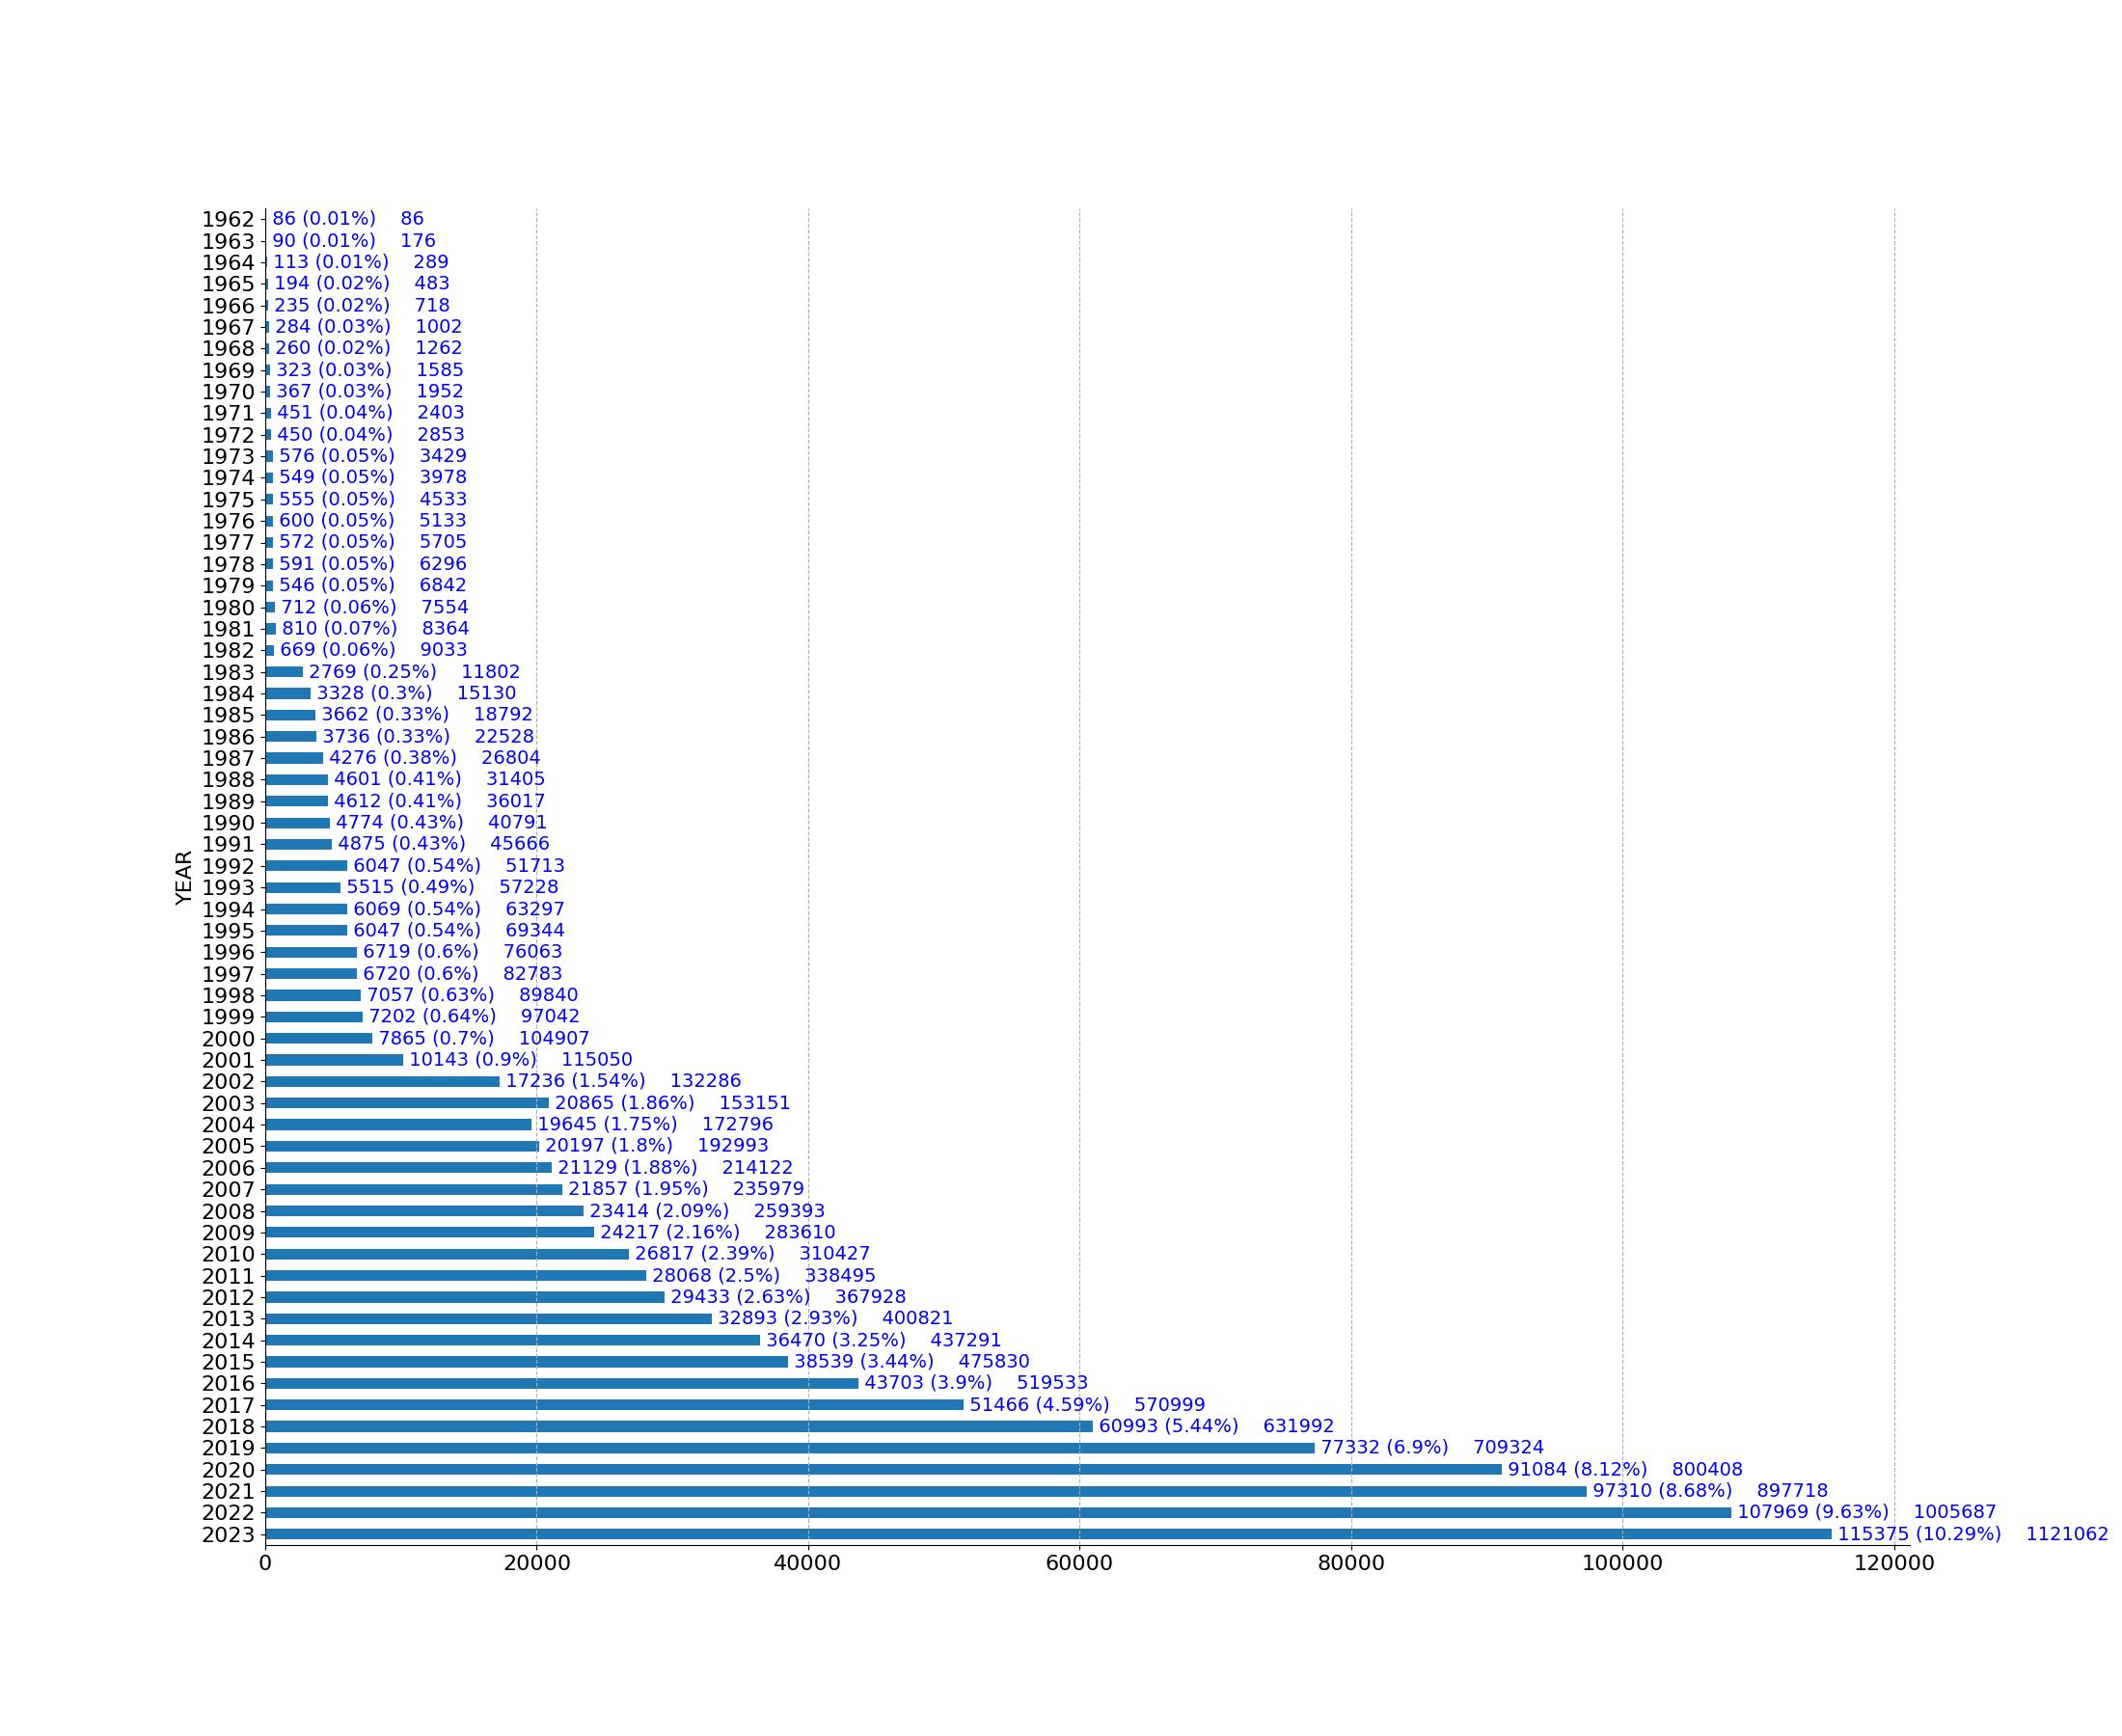 1962 86 (0.01%) 86
1963 90 (0.01%) 176
1964 113 (0.01%) 289
1965 194 (0.02%) 483
1966 235 (0.02%) 718
1967 284 (0.03%) 1002
1968 260 (0.02%) 1262
1969 323 (0.03%) 1585
1970 367 (0.03%) 1952
1971 451 (0.04%) 2403
1972 450 (0.04%) 2853
1973 576 (0.05%) 3429
1974 549 (0.05%) 3978
1975 555 (0.05%) 4533
1976 600 (0.05%) 5133
1977 572 (0.05%) 5705
1978 591 (0.05%) 6296
1979 546 (0.05%) 6842
1980 712 (0.06%) 7554
1981 810 (0.07%) 8364
1982 669 (0.06%) 9033
1983 2769 (0.25%) 11802
1984 3328 (0.3%) 15130
1985 3662 (0.33%) 18792
1986 3736 (0.33%) 22528
1987 4276 (0.38%) 26804
1988 4601 (0.41%) 31405
1989 4612 (0.41%) 36017
1990 4774 (0.43%) 40791
1991 4875 (0.43%) 45666
1992 6047 (0.54%) 51713
1993 5515 (0.49%) 57228
1994 6069 (0.54%) 63297
1995 6047 (0.54%) 69344
1996 6719 (0.6%) 76063
1997 6720 (0.6%) 82783
1998 7057 (0.63%) 89840
1999 7202 (0.64%) 97042
2000 7865 (0.7%) 104907
2001 10143 (0.9%) 115050
2002 17236 (1.54%) 132286
2003 20865 (1.86%) 153151
2004 19645 (1.75%) 172796
2005 20197 (1.8%) 192993
2006 21129 (1.88%) 214122
2007 21857 (1.95%) 235979
2008 23414 (2.09%) 259393
2009 24217 (2.16%) 283610
2010 26817 (2.39%) 310427
2011 28068 (2.5%) 338495
2012 29433 (2.63%) 367928
2013 32893 (2.93%) 400821
2014 36470 (3.25%) 437291
2015 38539 (3.44%) 475830
2016 43703 (3.9%) 519533
2017 51466 (4.59%) 570999
2018 60993 (5.44%) 631992
2019 77332 (6.9%) 709324
2020 91084 (8.12%) 800408
2021 97310 (8.68%) 897718
2022 107969 (9.63%) 1005687
2023 115375 (10.29%) 1121062
0 20000 40000 60000 80000 100000 120000
YEAR